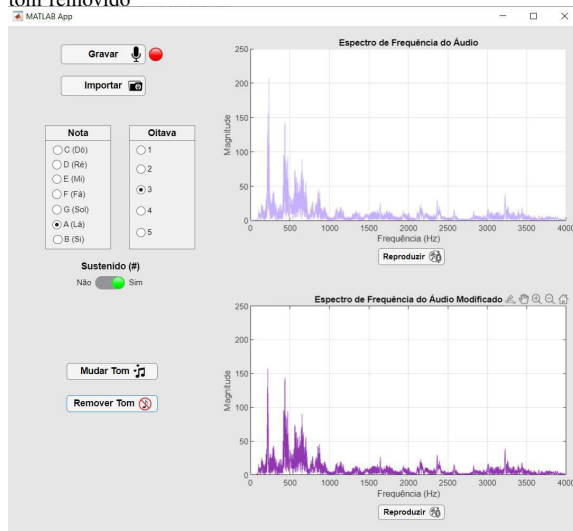 tom removido
MATLAB App
Gravar
Importar
Nota
C (Dó)
D (Ré)
E (Mi)
F (Fá)
G (Sol)
A (Lá)
B (Si)
Oitava
1
2
3
4
5
Sustenido (#)
Não Sim
Mudar Tom
Remover Tom
Espectro de Frequência do Áudio
Magnitude
250
200
150
100
50
0
0 500 1000 1500 2000 2500 3000 3500 4000
Frequência (Hz)
Reproduzir
Espectro de Frequência do Áudio Modificado
Magnitude
250
200
150
100
50
0
0 500 1000 1500 2000 2500 3000 3500 4000
Frequência (Hz)
Reproduzir